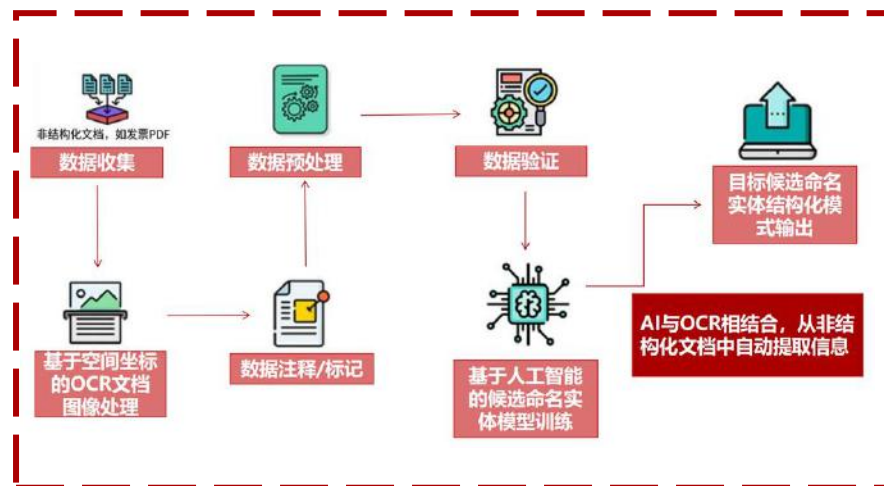 非结构化文档，如发票PDF
数据收集
数据预处理
数据验证
目标候选命名
实体结构化模
式输出
基于空间坐标
的OCR文档
图像处理
数据注释/标记
基于人工智能
的候选命名实
体模型训练
AI与OCR相结合，从非结
构化文档中自动提取信息